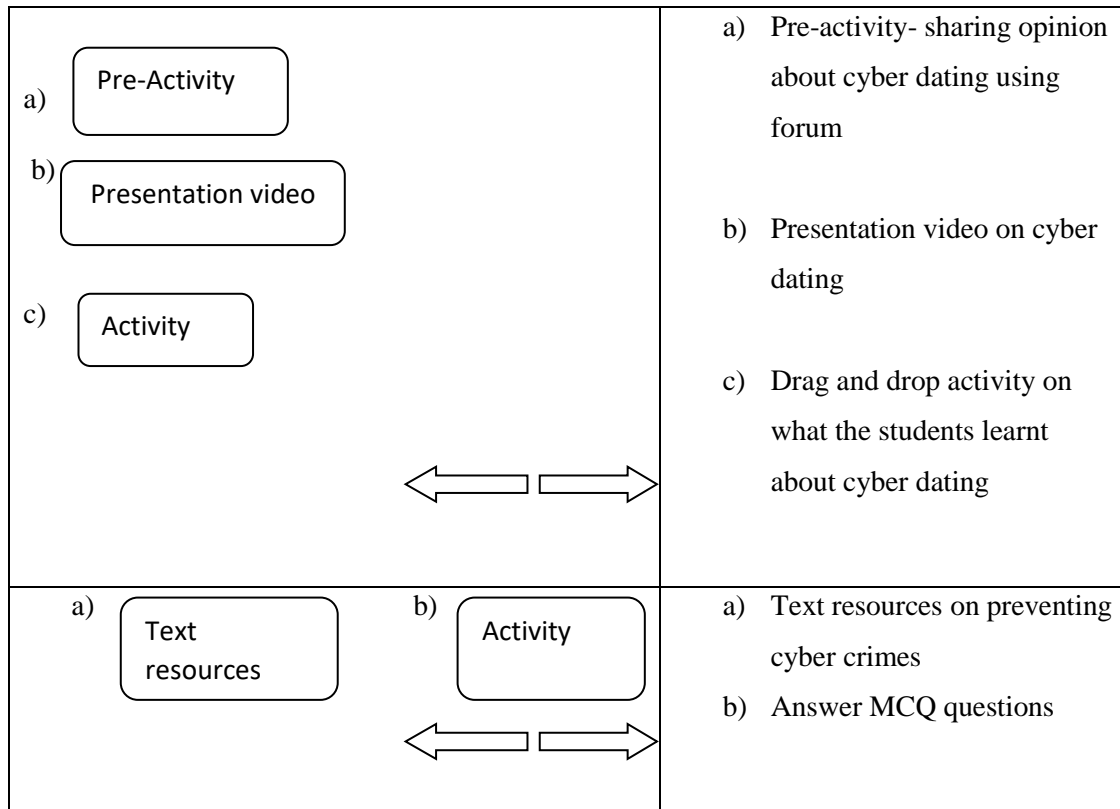 a) Pre-Activity
b) Presentation video
c) Activity
a) Pre-activity- sharing opinion
about cyber dating using
forum
b) Presentation video on cyber
dating
c) Drag and drop activity on
what the students learnt
about cyber dating
a) Text
resources
b) Activity
a) Text resources on preventing
cyber crimes
b) Answer MCQ questions